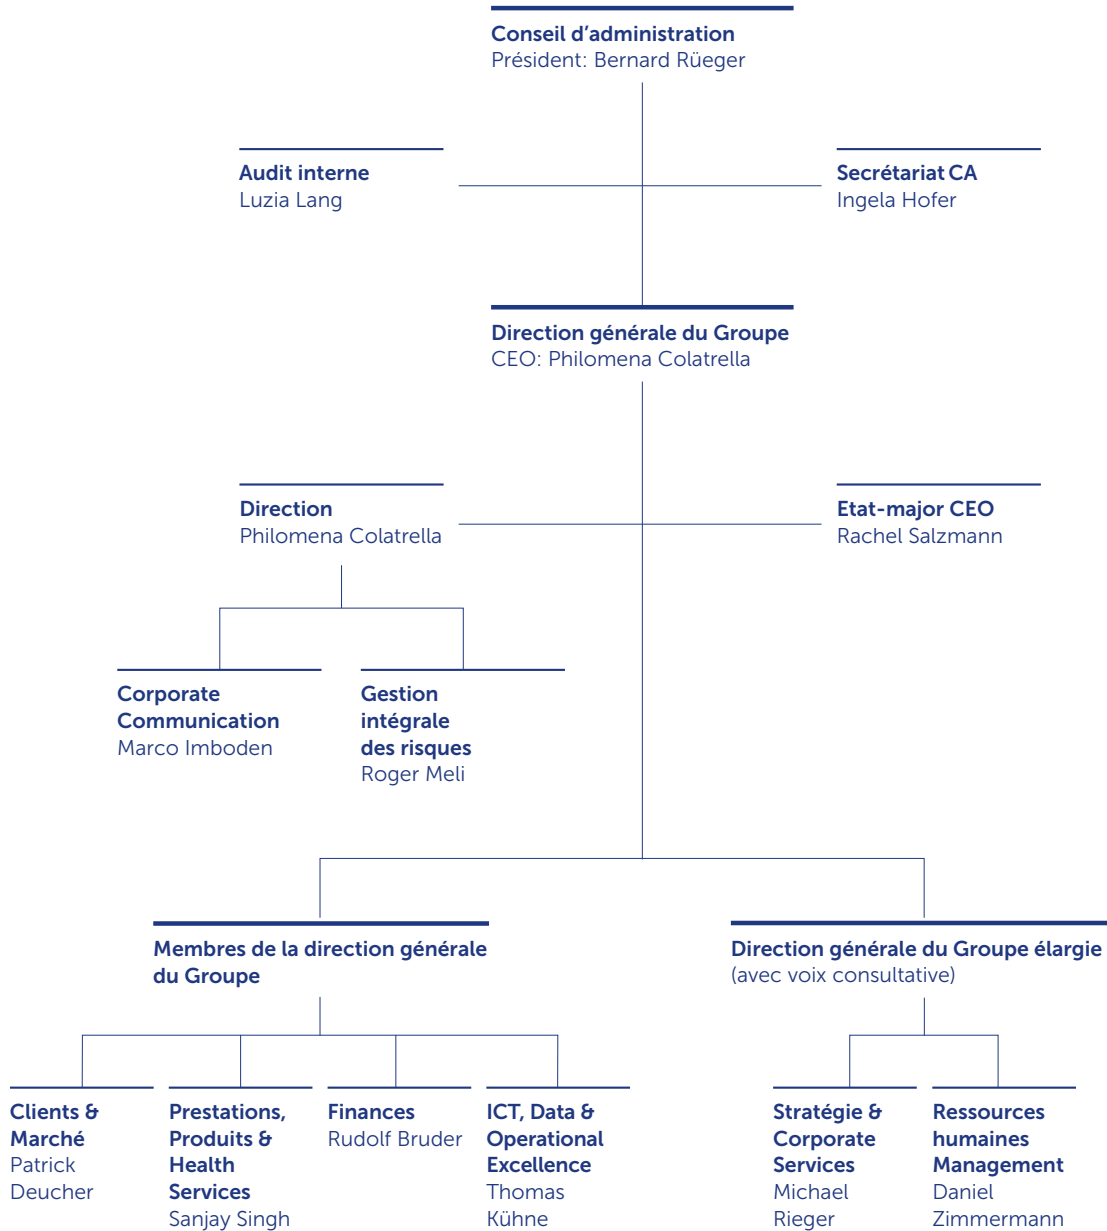 Conseil d’administration
Président: Bernard Rüeger
Audit interne
Luzia Lang
Secrétariat CA
Ingela Hofer
Direction générale du Groupe
CEO: Philomena Colatrella
Direction
Philomena Colatrella
Etat-major CEO
Rachel Salzmann
Corporate
Communication
Marco Imboden
Gestion
intégrale
des risques
Roger Meli
Membres de la direction générale
du Groupe
Direction générale du Groupe élargie
(avec voix consultative)
Clients &
Marché
Patrick
Deucher
Prestations,
Produits &
Health
Services
Sanjay Singh
Finances
Rudolf Bruder
ICT, Data &
Operational
Excellence
Thomas
Kühne
Stratégie &
Corporate
Services
Michael
Rieger
Ressources
humaines
Management
Daniel
Zimmermann